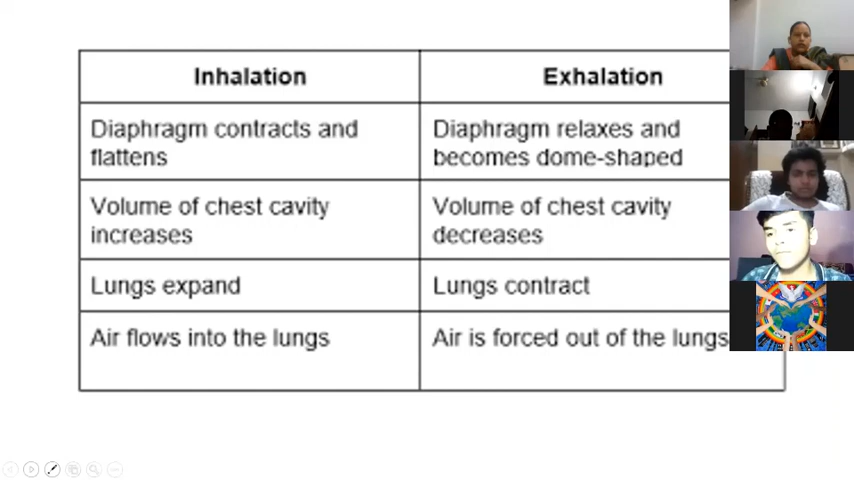 Inhalation
Exhalation
Diaphragm contracts and
flattens
Diaphragm relaxes and
becomes dome-shaped
Volume of chest cavity
increases
Volume of chest cavity
decreases
Lungs expand
Lungs contract
Air flows into the lungs
Air is forced out of the lungs